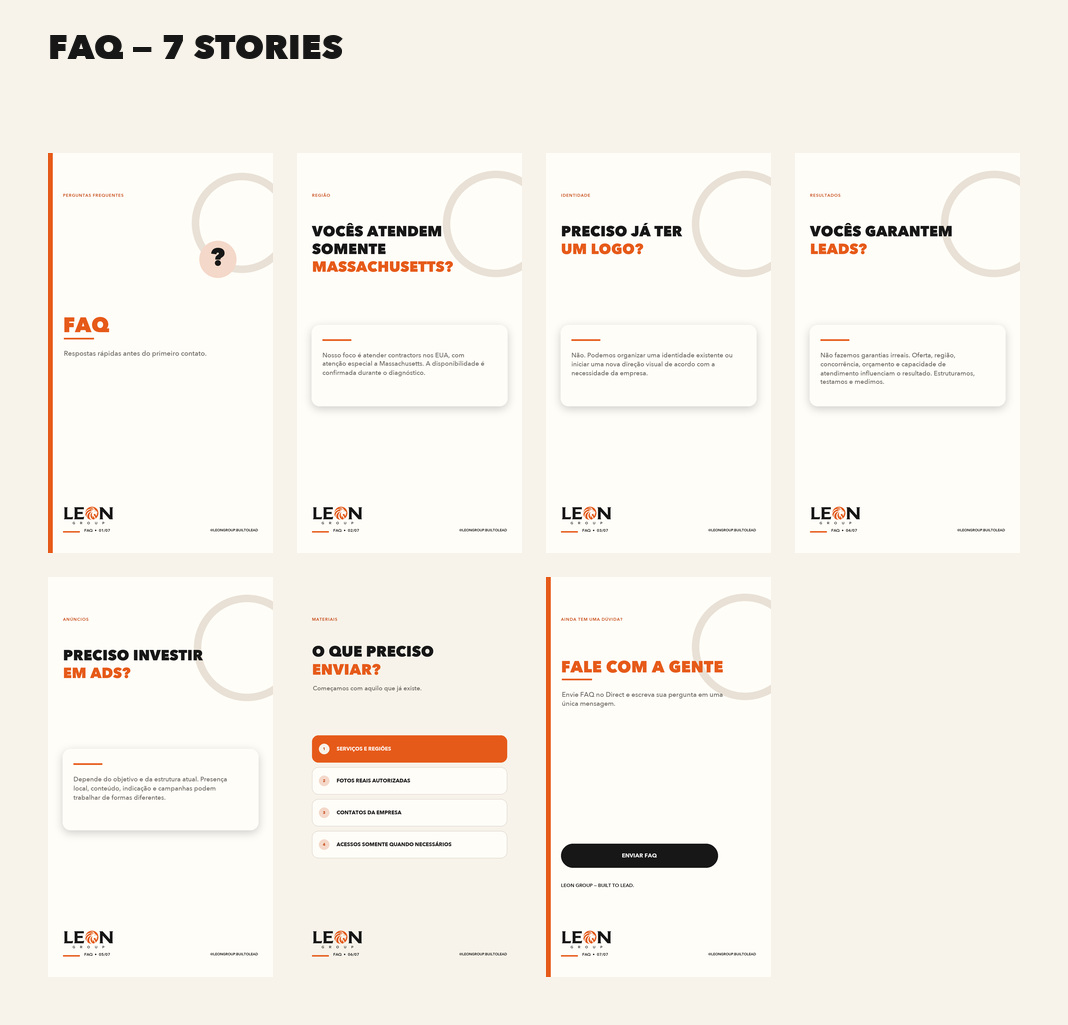 FAQ — 7 STORIES
PERGUNTAS FREQUENTES
?
FAQ
Respostas rápidas antes do primeiro contato.
LEON
GROUP
FAQ • 01/07
@LEONGROUP.BUILTOLEAD
REGIÃO
VOCÊS ATENDEM
SOMENTE
MASSACHUSETTS?
Nosso foco é atender contractors nos EUA, com
atenção especial a Massachusetts. A disponibilidade é
confirmada durante o diagnóstico.
LEON
GROUP
FAQ • 02/07
@LEONGROUP.BUILTOLEAD
IDENTIDADE
PRECISO JÁ TER
UM LOGO?
Não. Podemos organizar uma identidade existente ou
iniciar uma nova direção visual de acordo com a
necessidade da empresa.
LEON
GROUP
FAQ • 03/07
@LEONGROUP.BUILTOLEAD
RESULTADOS
VOCÊS GARANTEM
LEADS?
Não fazemos garantias irreais. Oferta, região,
concorrência, orçamento e capacidade de
atendimento influenciam o resultado. Estruturamos,
testamos e medimos.
LEON
GROUP
FAQ • 04/07
@LEONGROUP.BUILTOLEAD
ANÚNCIOS
PRECISO INVESTIR
EM ADS?
Depende do objetivo e da estrutura atual. Presença
local, conteúdo, indicação e campanhas podem
trabalhar de formas diferentes.
LEON
GROUP
FAQ • 05/07
@LEONGROUP.BUILTOLEAD
MATERIAIS
O QUE PRECISO
ENVIAR?
Começamos com aquilo que já existe.
1 SERVIÇOS E REGIÕES
2 FOTOS REAIS AUTORIZADAS
3 CONTATOS DA EMPRESA
4 ACESSOS SOMENTE QUANDO NECESSÁRIOS
LEON
GROUP
FAQ • 06/07
@LEONGROUP.BUILTOLEAD
AINDA TEM UMA DÚVIDA?
FALE COM A GENTE
Envie FAQ no Direct e escreva sua pergunta em uma
única mensagem.
ENVIAR FAQ
LEON GROUP — BUILT TO LEAD.
LEON
GROUP
FAQ • 07/07
@LEONGROUP.BUILTOLEAD